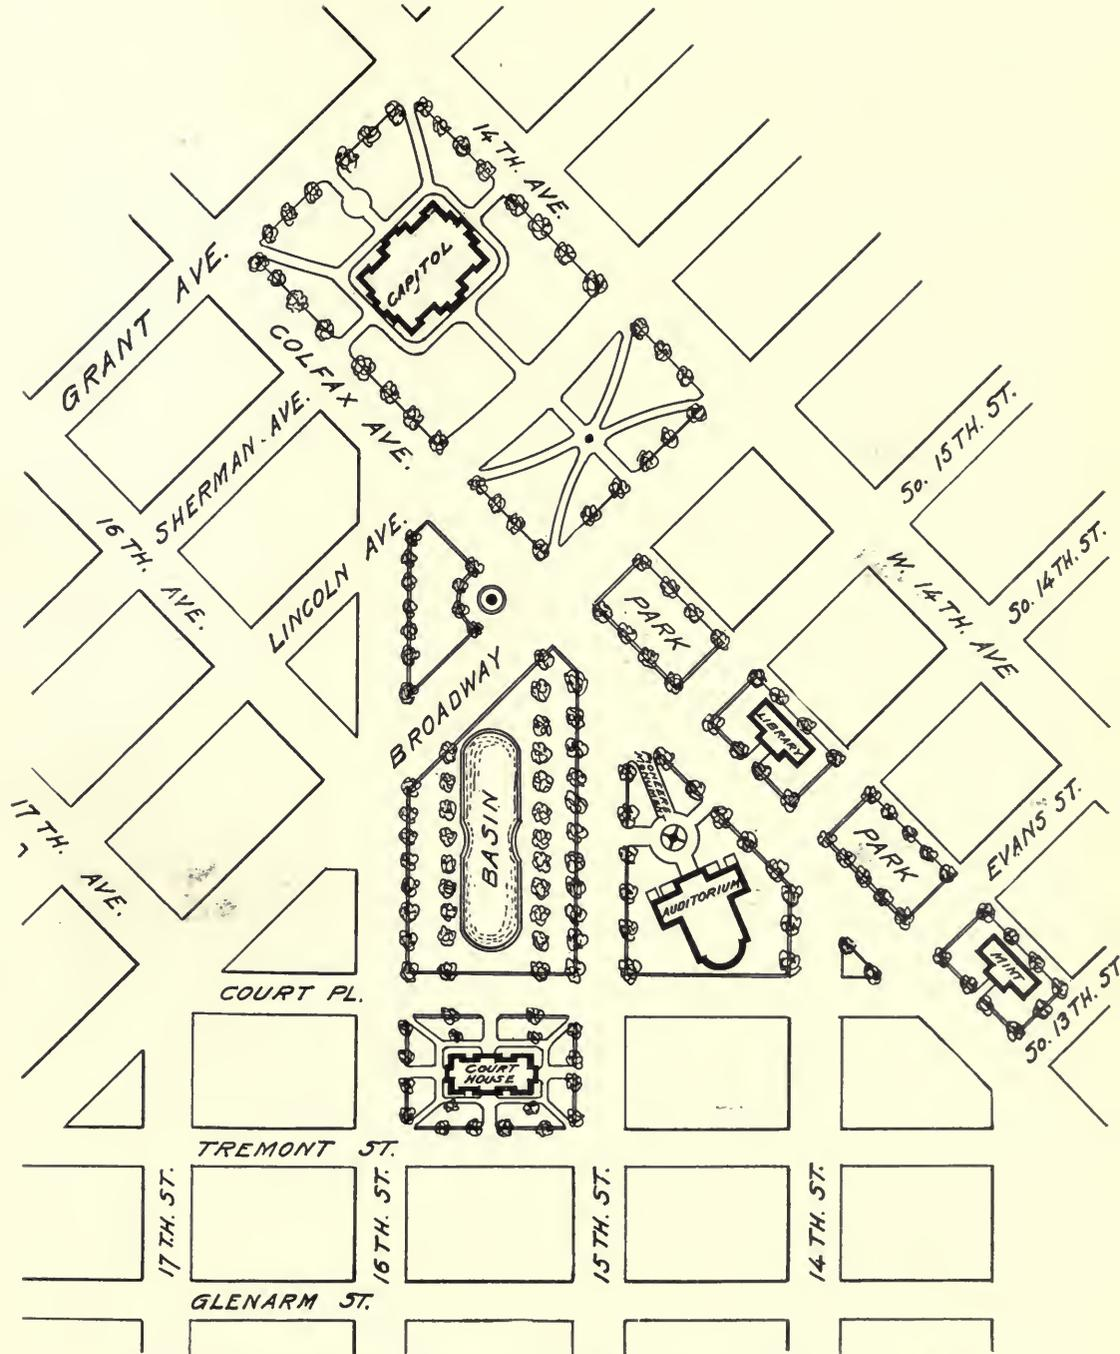 14TH. AVE.
CAPITOL
GRANT AVE.
COLFAX AVE.
SHERMAN. AVE.
So. 15TH. ST.
16TH. AVE.
LINCOLN AVE.
W. 14TH. AVE
So. 14TH. ST.
PARK
BROADWAY
LIBRARY
PIONEERS
MONUMENT
17TH. AVE.
BASIN
PARK
EVANS ST.
AUDITORIUM
MINT
COURT PL.
So. 13TH. ST
COURT
HOUSE
TREMONT ST.
17TH. ST.
16TH. ST.
15TH. ST.
14TH. ST.
GLENARM ST.